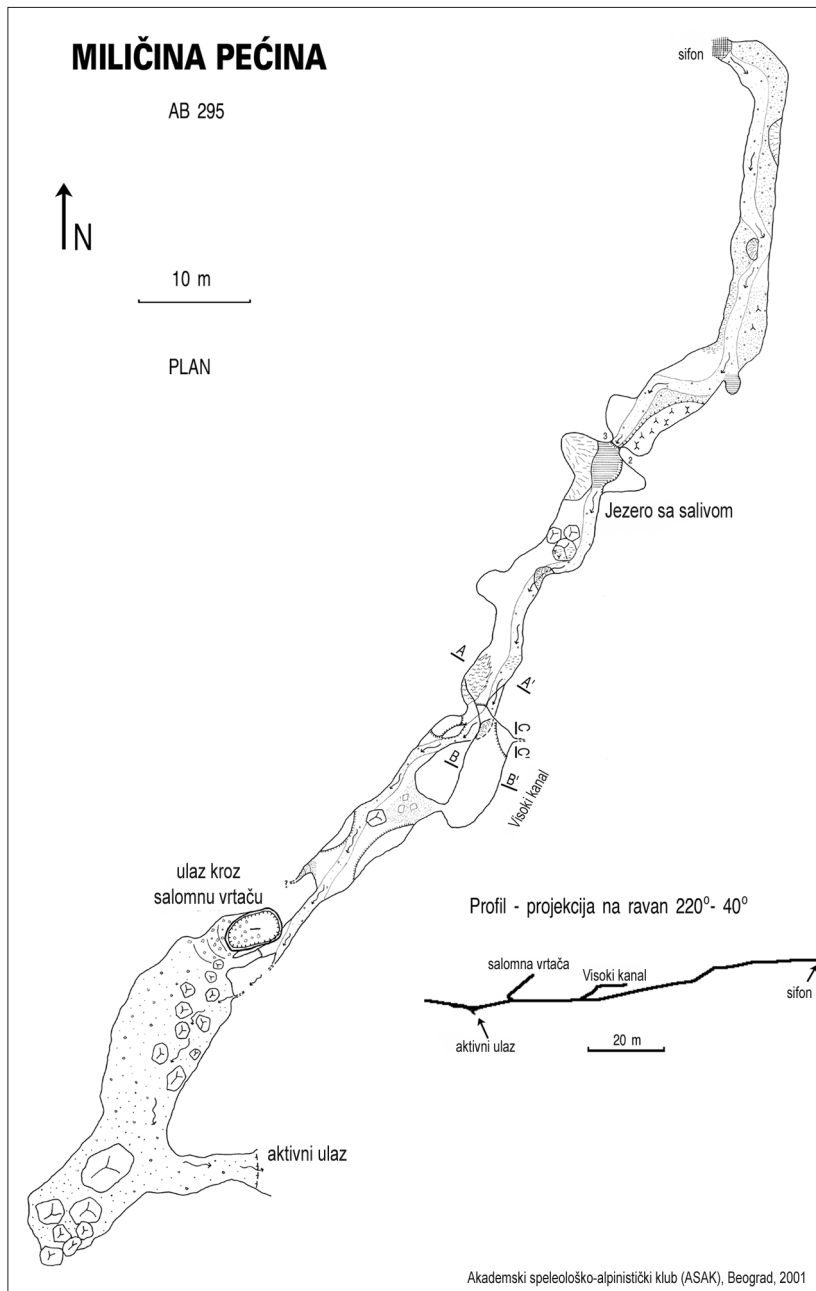 MILIČINA PEĆINA
AB 295
N
10 m
PLAN
sifon
3
2
Jezero sa salivom
A
A'
C
C'
B
B'
Visoki kanal
?
ulaz kroz
salomnu vrtaču
aktivni ulaz
Profil - projekcija na ravan 220°- 40°
salomna vrtača
Visoki kanal
sifon
aktivni ulaz
20 m
Akademski speleološko-alpinistički klub (ASAK), Beograd, 2001